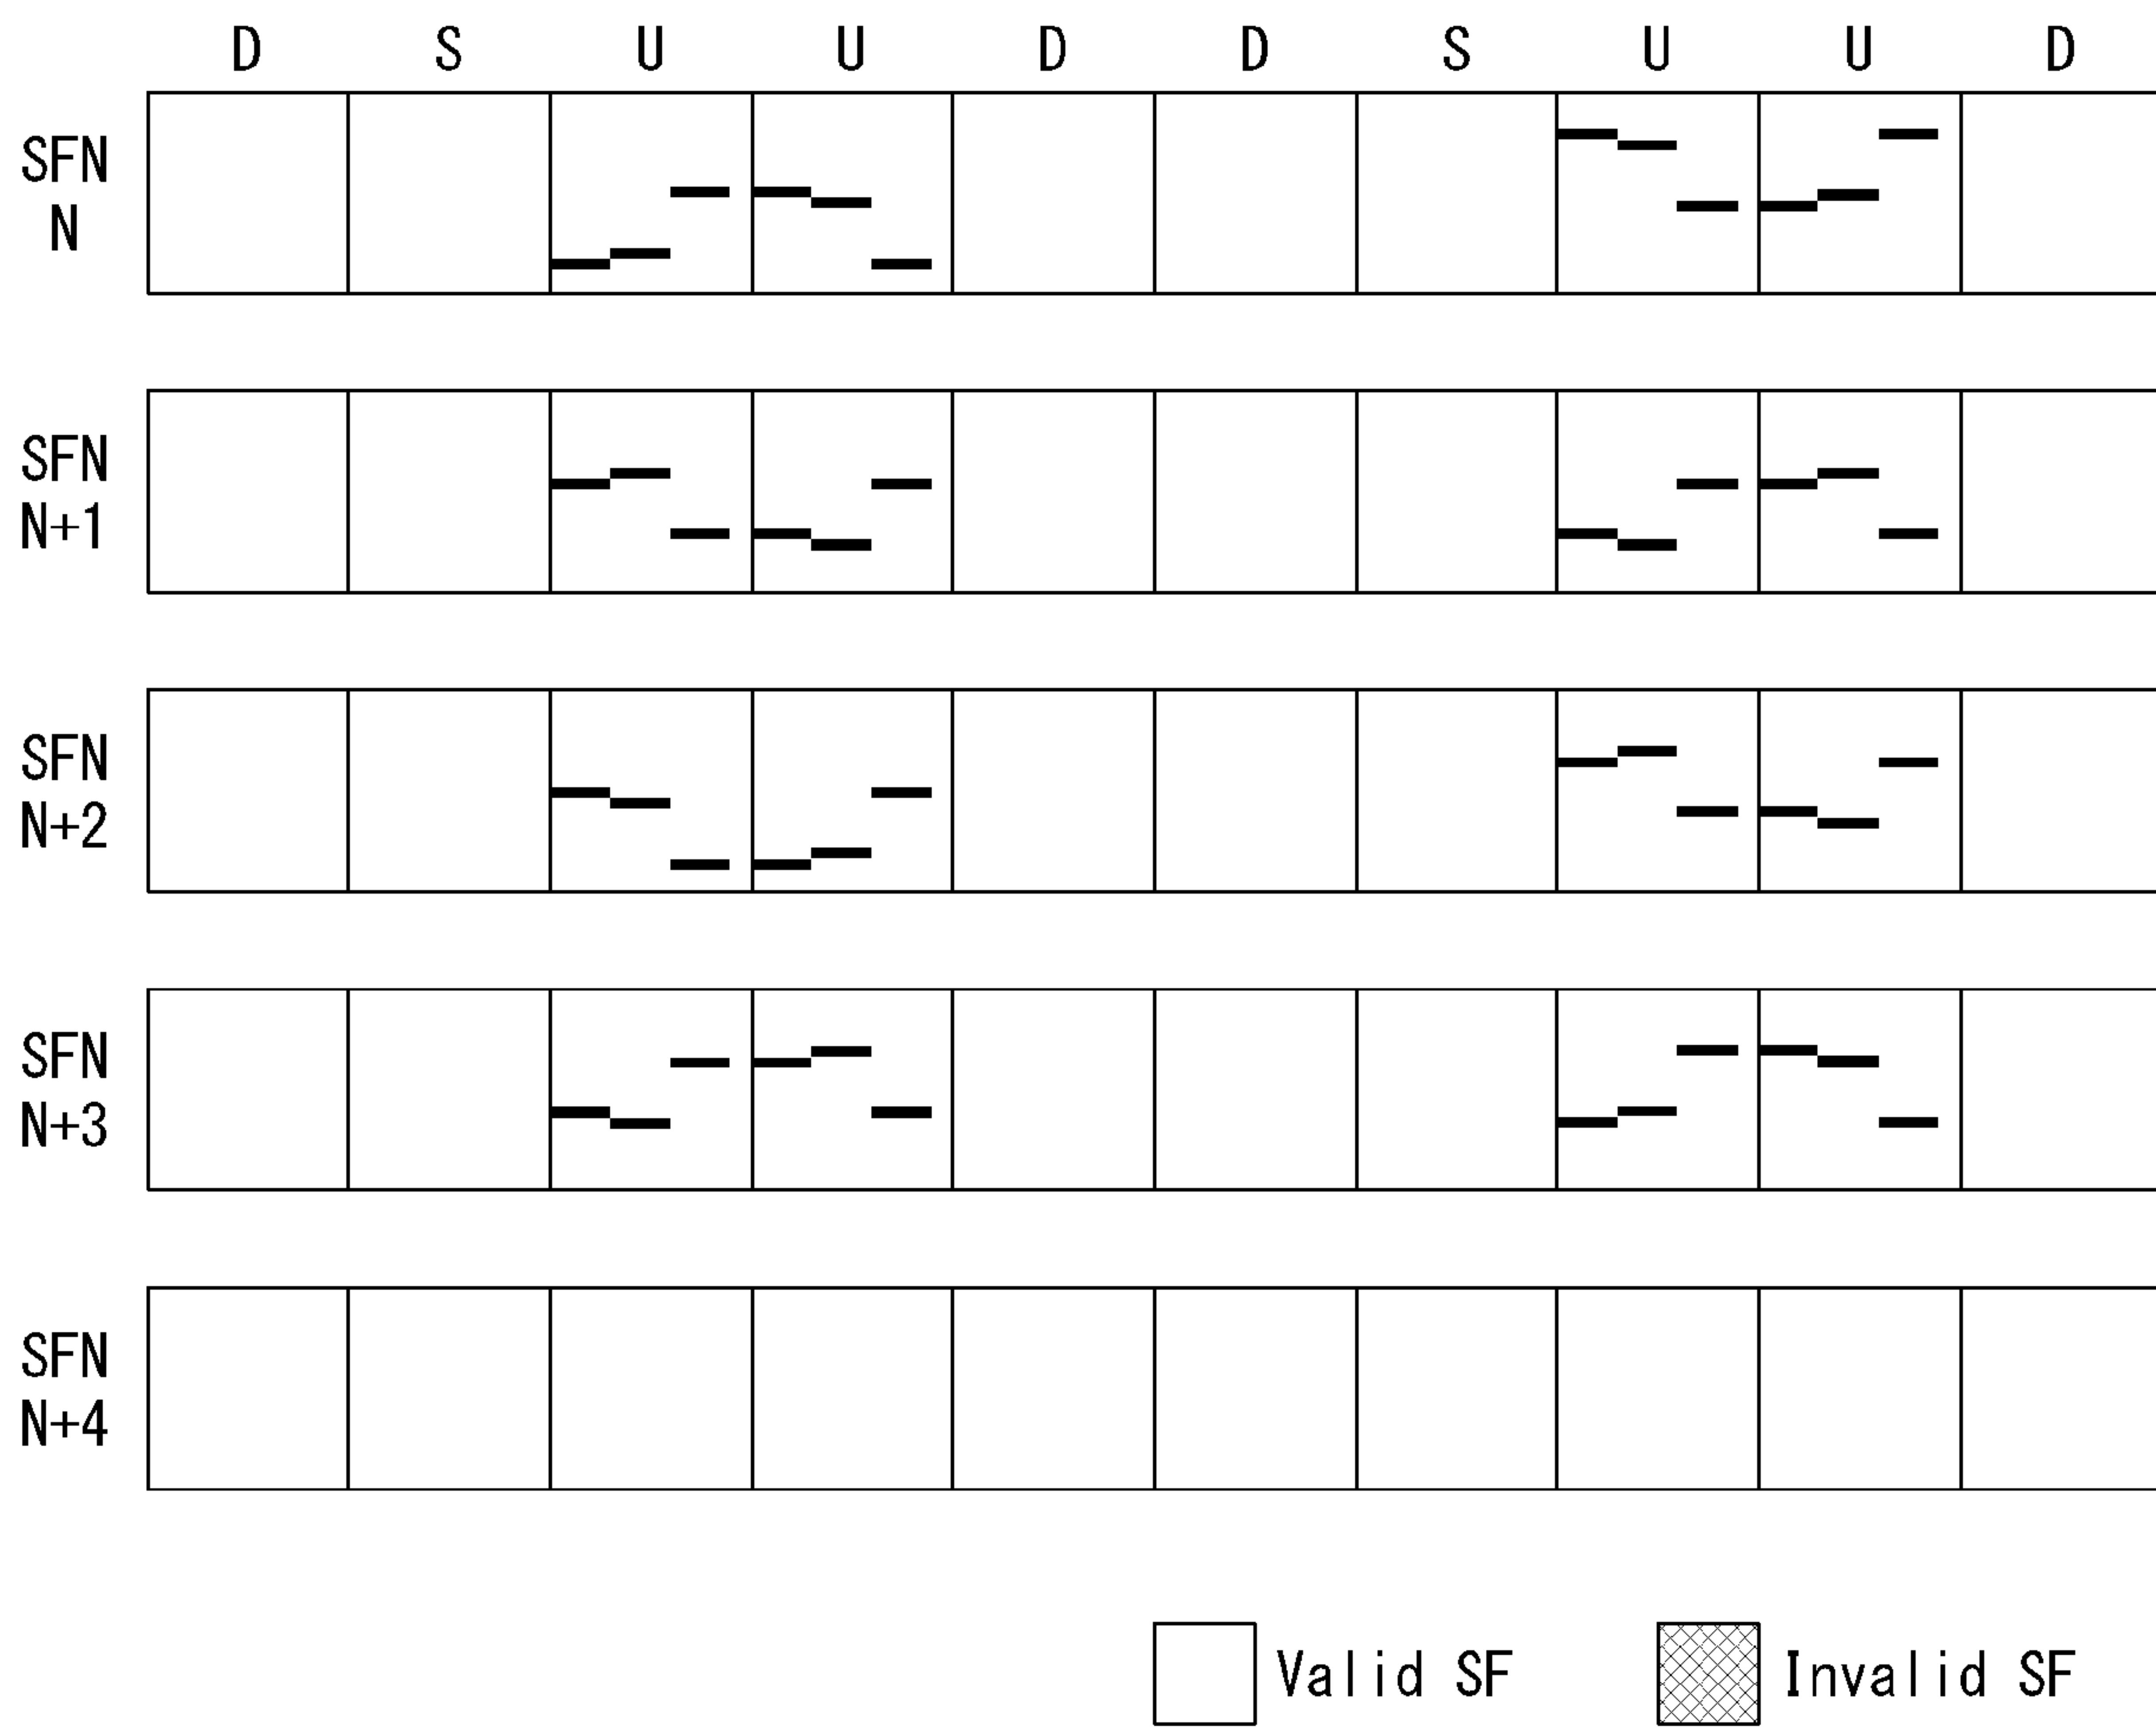 D S U U D D S U U D
SFN
N
SFN
N+1
SFN
N+2
SFN
N+3
SFN
N+4
Valid SF Invalid SF